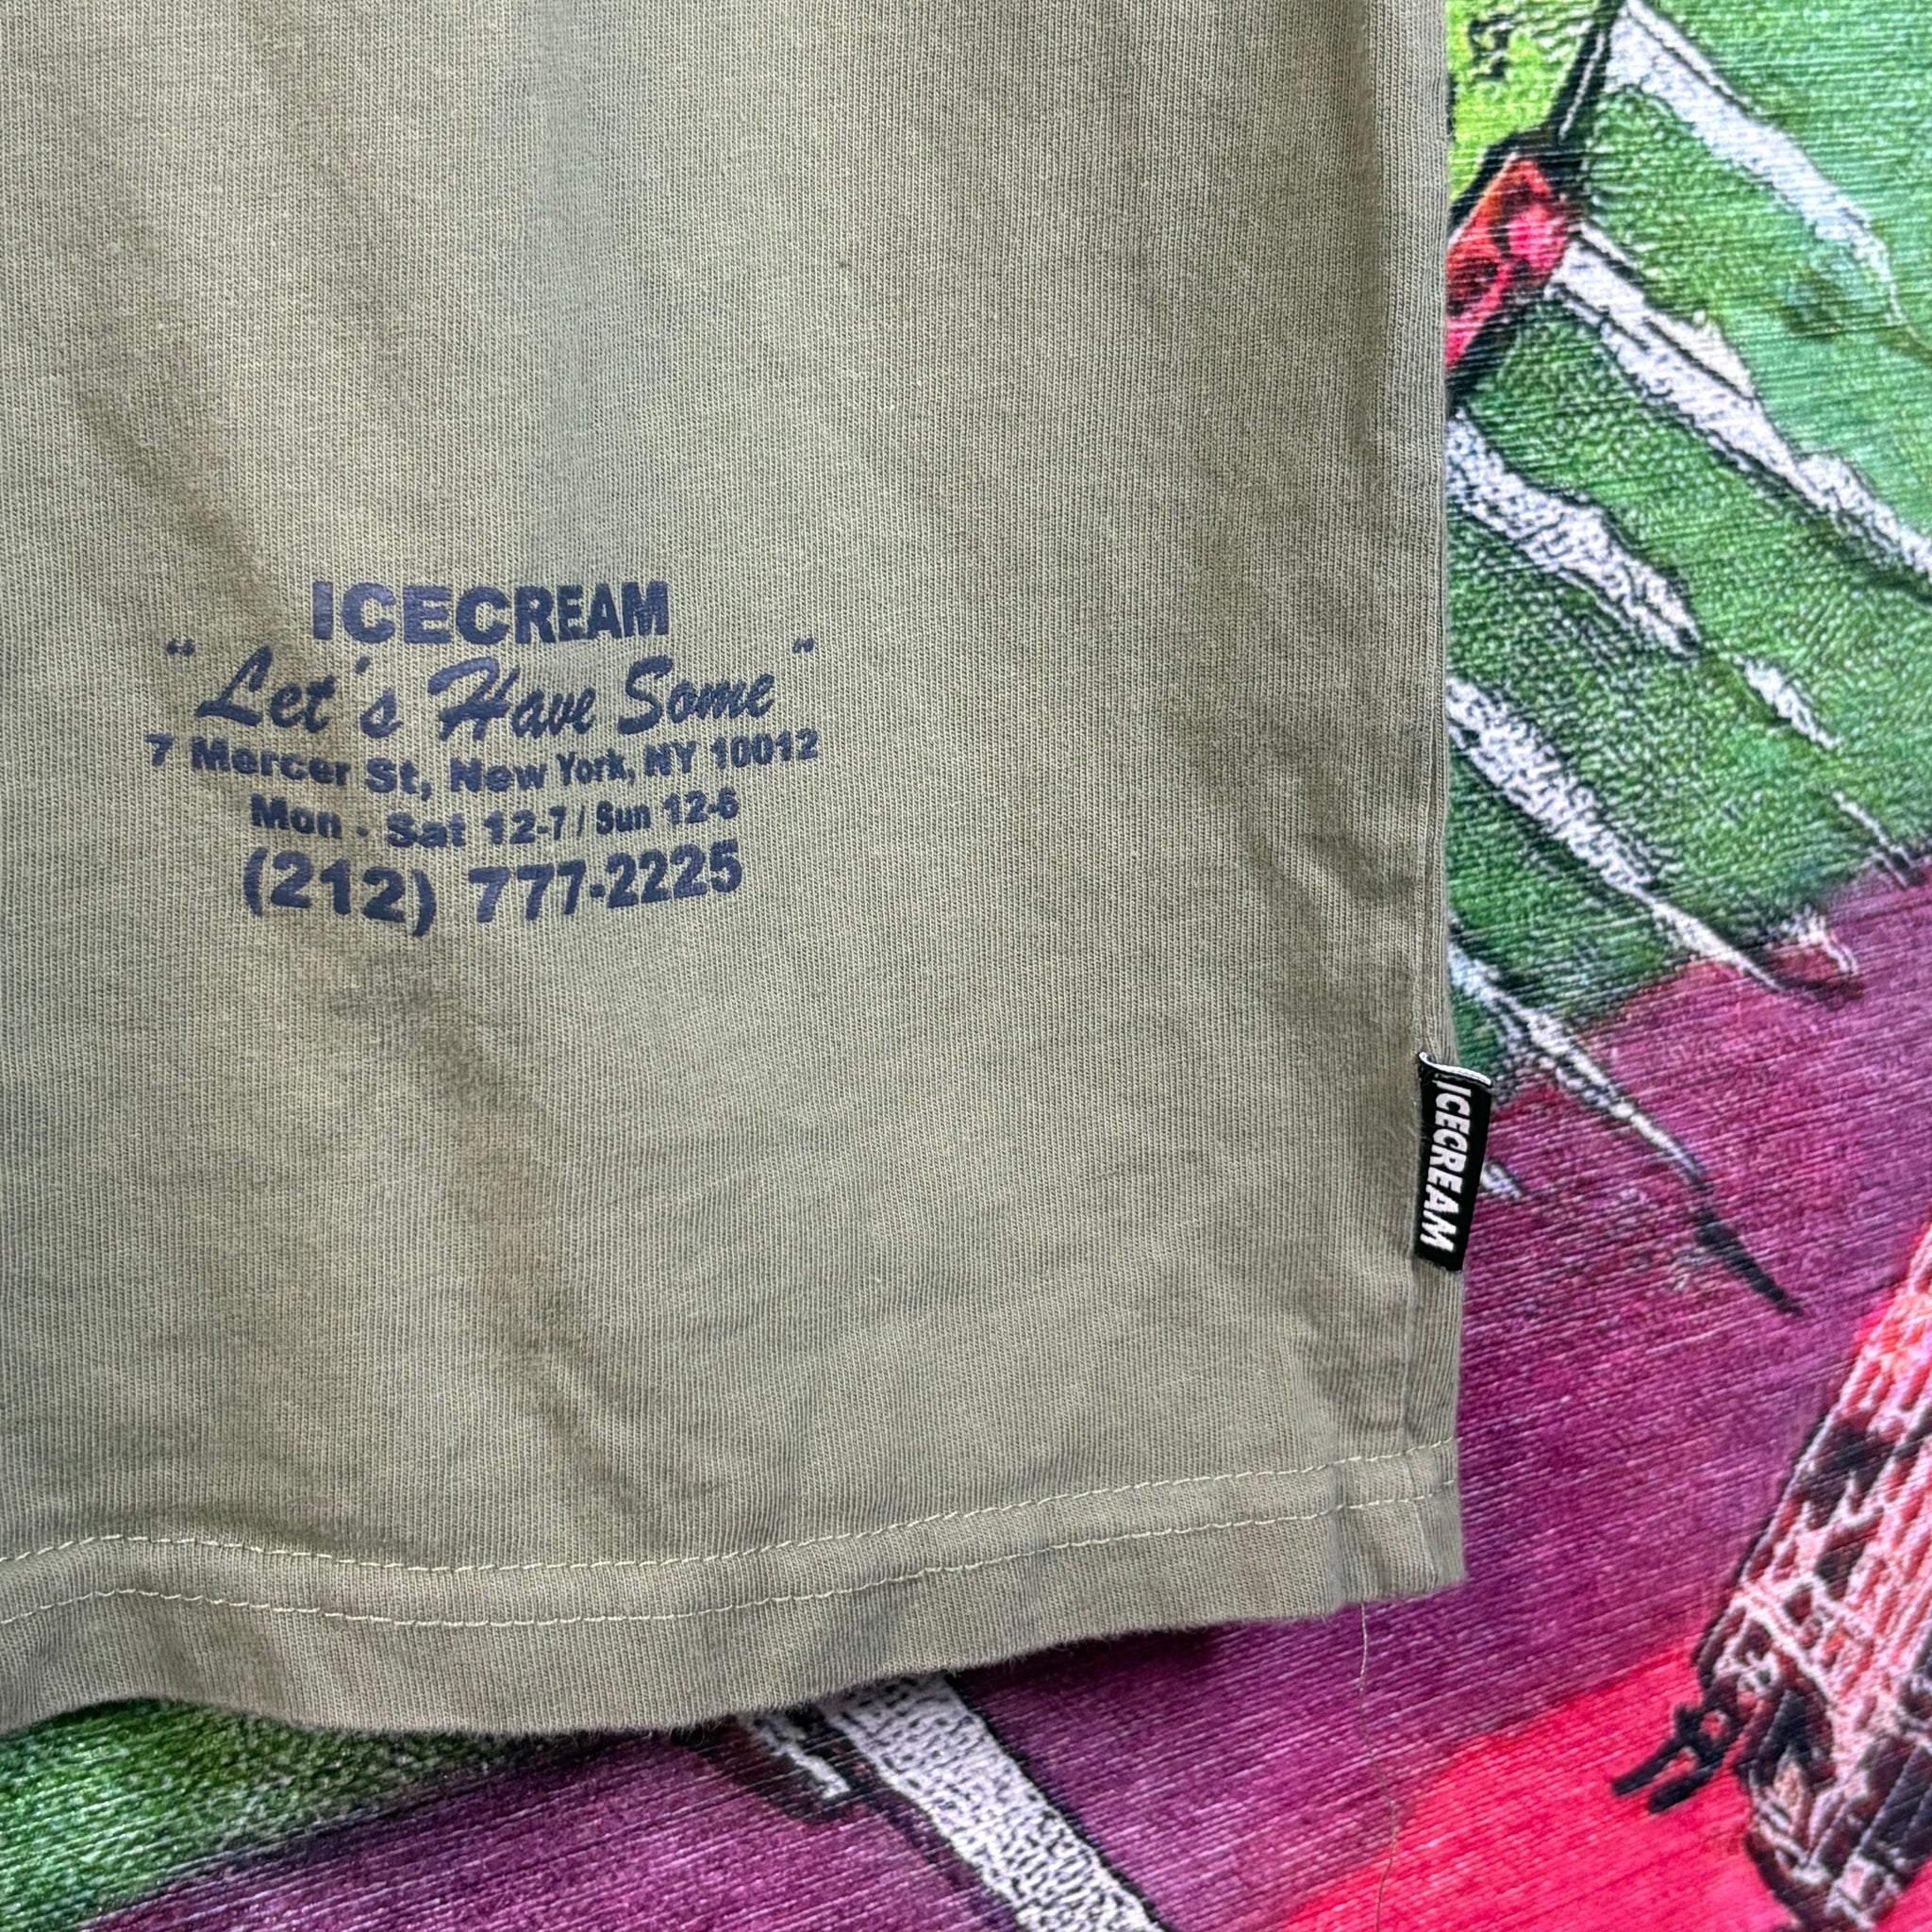 ICECREAM
" Let's Have Some "
7 Mercer St, New York, NY 10012
Mon - Sat 12-7 / Sun 12-6
(212) 777-2225
ICECREAM